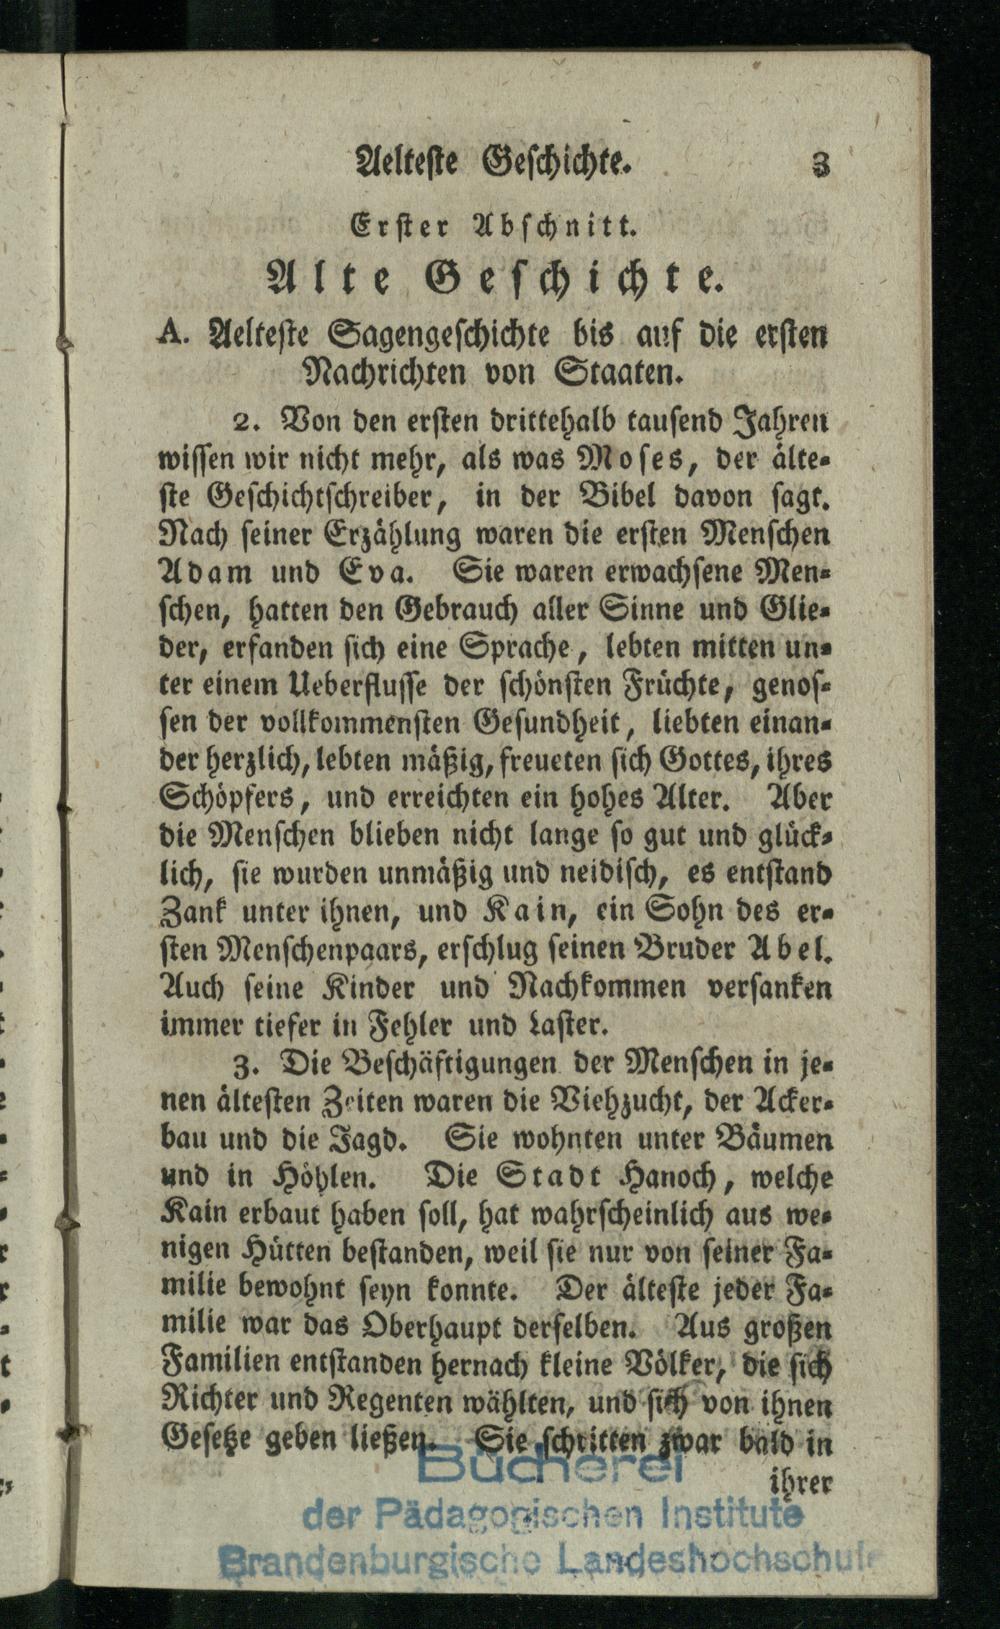 Aelteste Geschichte. 3
Erster Abschnitt.
Alte Geschichte.
A. Aelteste Sagengeschichte bis auf die ersten
Nachrichten von Staaten.
2. Von den ersten drittehalb tausend Jahren
wissen wir nicht mehr, als was Moses, der älte-
ste Geschichtschreiber, in der Bibel davon sagt.
Nach seiner Erzählung waren die ersten Menschen
Adam und Eva. Sie waren erwachsene Men-
schen, hatten den Gebrauch aller Sinne und Glie-
der, erfanden sich eine Sprache, lebten mitten un-
ter einem Ueberflusse der schönsten Früchte, genos-
sen der vollkommensten Gesundheit, liebten einan-
der herzlich, lebten mäßig, freueten sich Gottes, ihres
Schöpfers, und erreichten ein hohes Alter. Aber
die Menschen blieben nicht lange so gut und glück-
lich, sie wurden unmäßig und neidisch, es entstand
Zank unter ihnen, und Kain, ein Sohn des er-
sten Menschenpaars, erschlug seinen Bruder Abel.
Auch seine Kinder und Nachkommen versanken
immer tiefer in Fehler und Laster.
3. Die Beschäftigungen der Menschen in je-
nen ältesten Zeiten waren die Viehzucht, der Acker-
bau und die Jagd. Sie wohnten unter Bäumen
und in Höhlen. Die Stadt Hanoch, welche
Kain erbaut haben soll, hat wahrscheinlich aus we-
nigen Hütten bestanden, weil sie nur von seiner Fa-
milie bewohnt seyn konnte. Der älteste jeder Fa-
milie war das Oberhaupt derselben. Aus großen
Familien entstanden hernach kleine Völker, die sich
Richter und Regenten wählten, und sich von ihnen
Gesetze geben ließen. Sie schritten zwar bald in
ihrer
Bücherei
der Pädagogischen Institute
Brandenburgische Landeshochschule